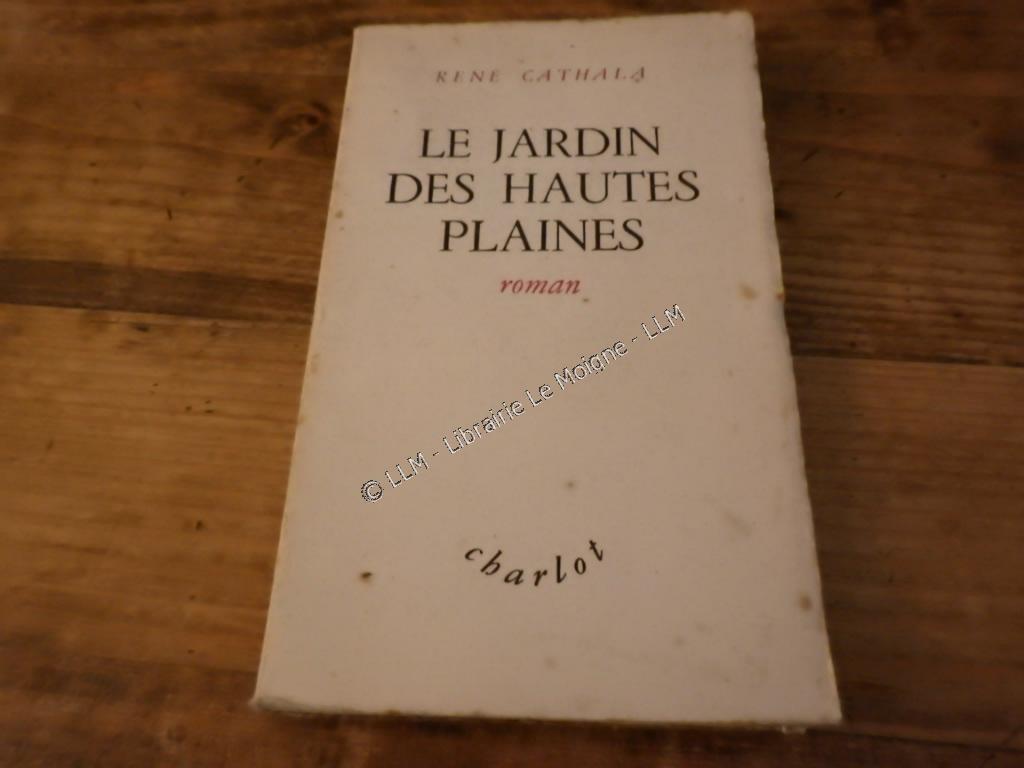 RENÉ CATHALA
LE JARDIN
DES HAUTES
PLAINES
roman
© LLM - Librairie Le Moigne - LLM
charlot